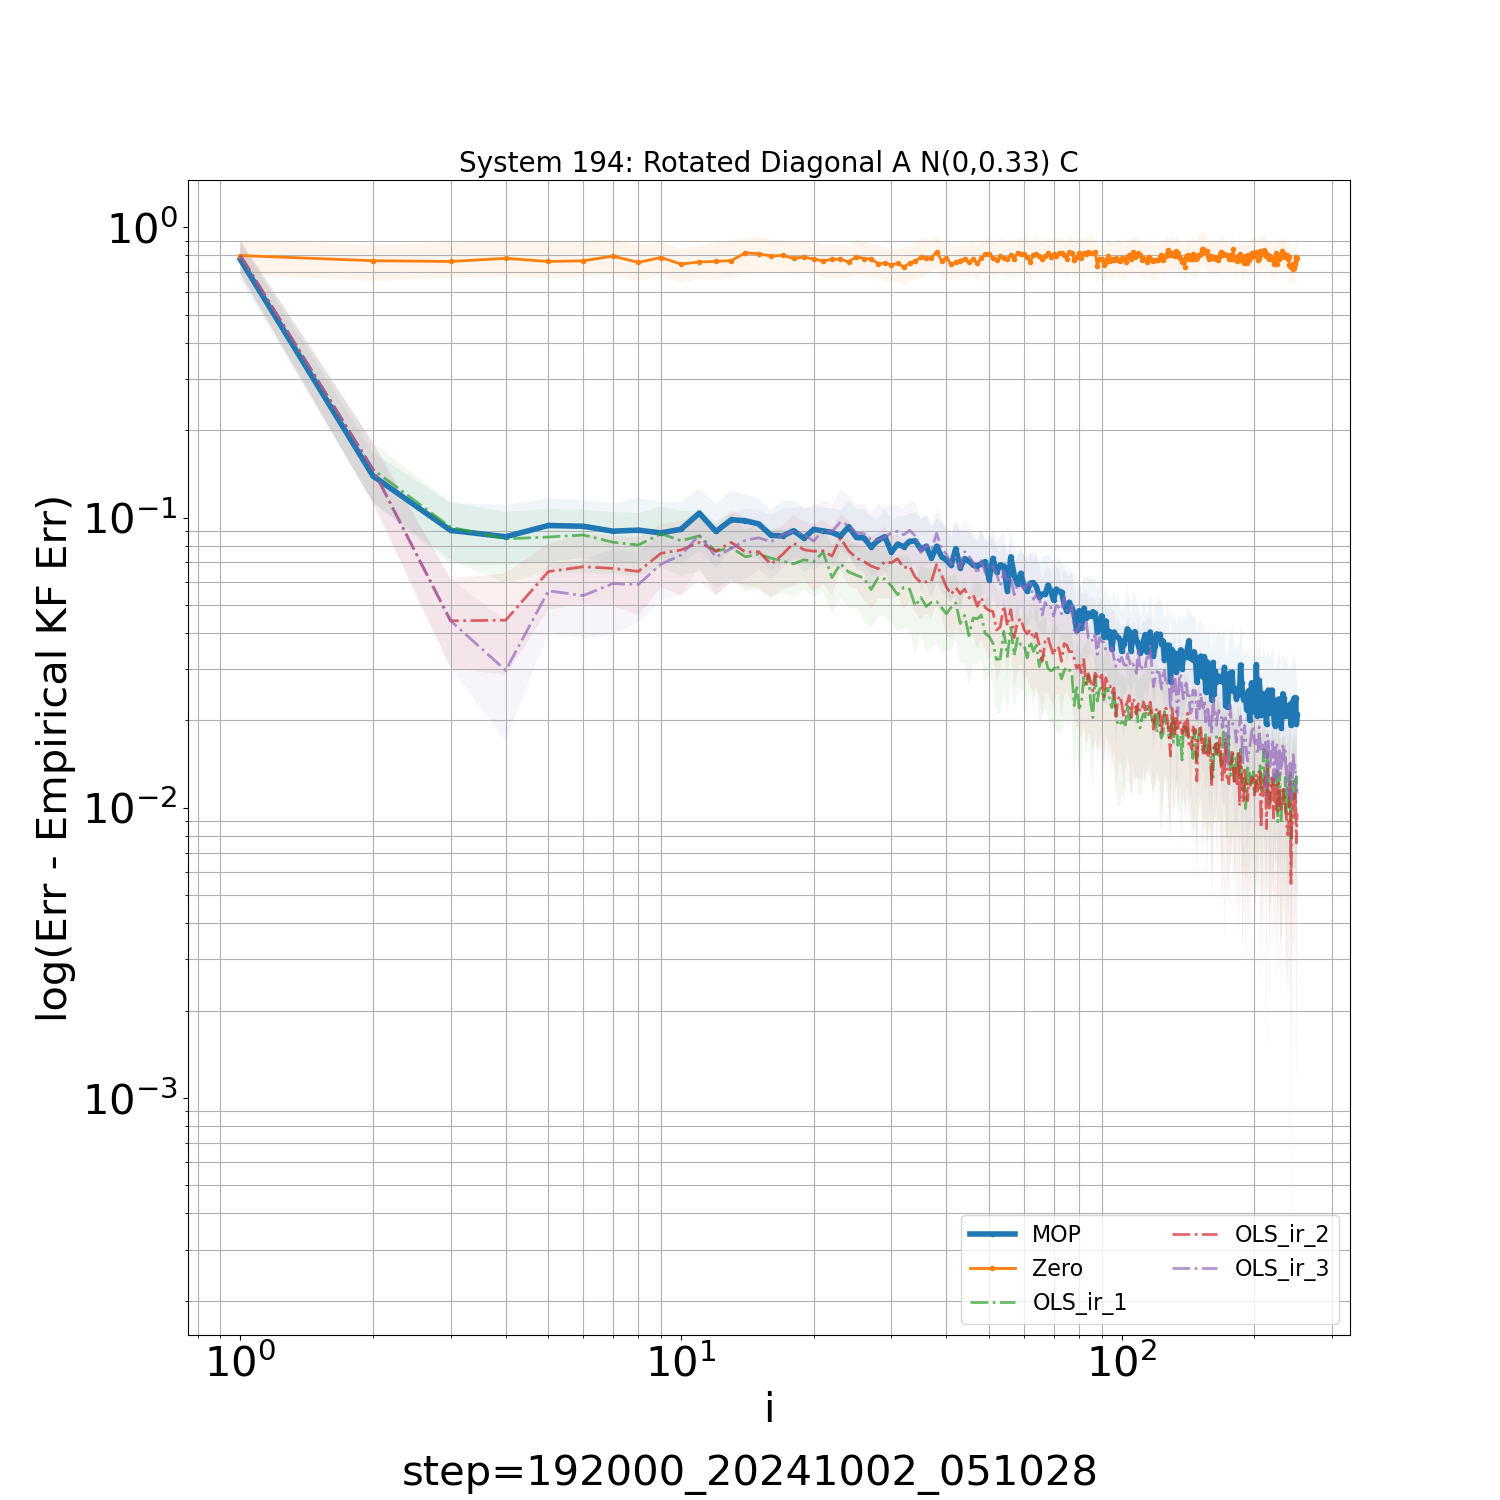 System 194: Rotated Diagonal A N(0,0.33) C
log(Err - Empirical KF Err)
10⁰
10⁻¹
10⁻²
10⁻³
MOP
Zero
OLS_ir_1
OLS_ir_2
OLS_ir_3
10⁰
10¹
10²
i
step=192000_20241002_051028